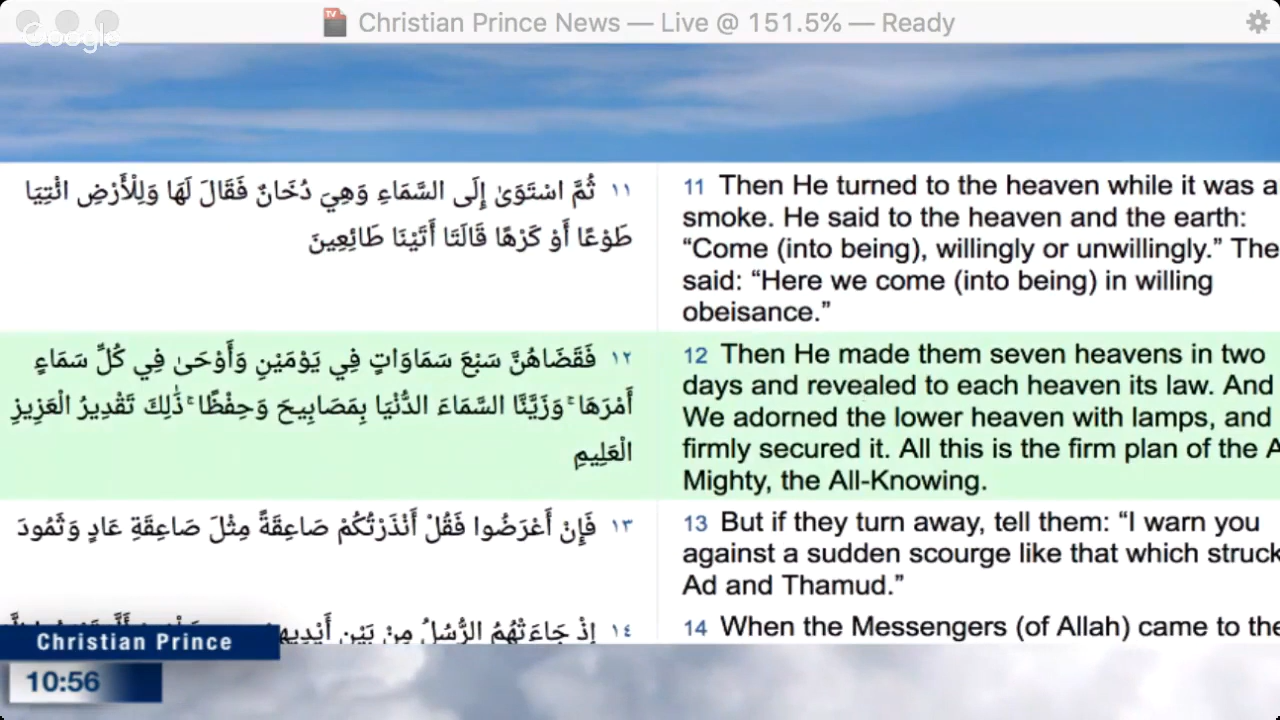 Google
Christian Prince News — Live @ 151.5% — Ready
١١ ثُمَّ اسْتَوَىٰ إِلَى السَّمَاءِ وَهِيَ دُخَانٌ فَقَالَ لَهَا وَلِلْأَرْضِ ائْتِيَا
طَوْعًا أَوْ كَرْهًا قَالَتَا أَتَيْنَا طَائِعِينَ
11 Then He turned to the heaven while it was a
smoke. He said to the heaven and the earth:
“Come (into being), willingly or unwillingly.” The
said: “Here we come (into being) in willing
obeisance.”
١٢ فَقَضَاهُنَّ سَبْعَ سَمَاوَاتٍ فِي يَوْمَيْنِ وَأَوْحَىٰ فِي كُلِّ سَمَاءٍ
أَمْرَهَا ۚ وَزَيَّنَّا السَّمَاءَ الدُّنْيَا بِمَصَابِيحَ وَحِفْظًا ۚ ذَٰلِكَ تَقْدِيرُ الْعَزِيزِ
الْعَلِيمِ
12 Then He made them seven heavens in two
days and revealed to each heaven its law. And
We adorned the lower heaven with lamps, and
firmly secured it. All this is the firm plan of the A
Mighty, the All-Knowing.
١٣ فَإِنْ أَعْرَضُوا فَقُلْ أَنْذَرْتُكُمْ صَاعِقَةً مِثْلَ صَاعِقَةِ عَادٍ وَثَمُودَ
13 But if they turn away, tell them: “I warn you
against a sudden scourge like that which struck
Ad and Thamud.”
١٤ إِذْ جَاءَتْهُمُ الرُّسُلُ مِنْ بَيْنِ
14 When the Messengers (of Allah) came to the
Christian Prince
10:56